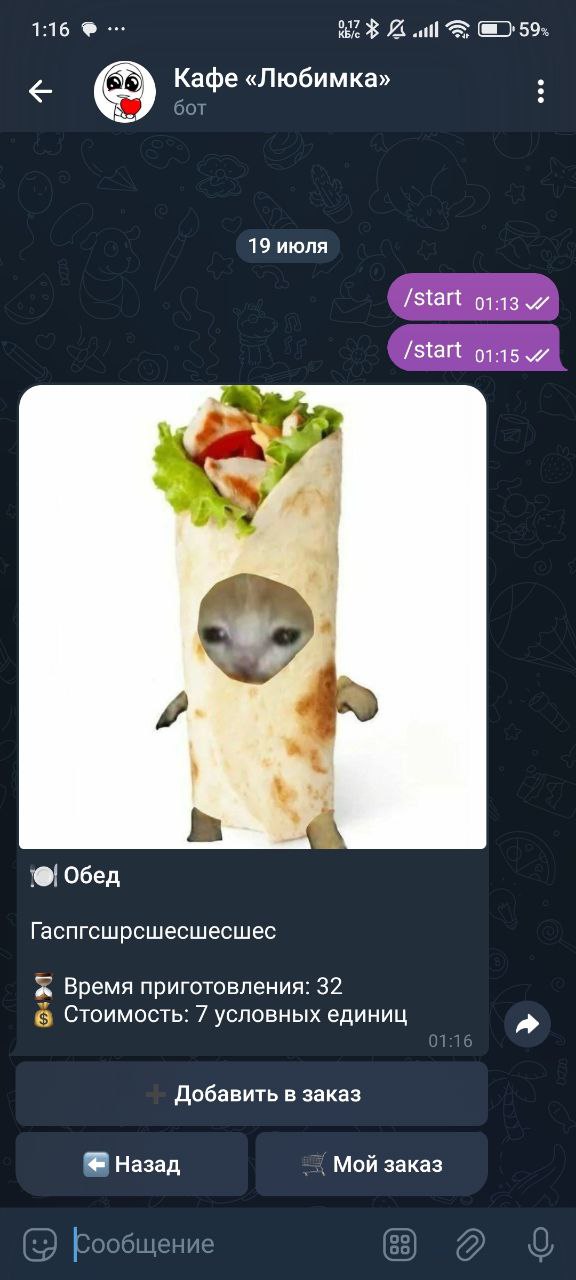 1:16 ...
0,17
КБ/с
59%
Кафе «Любимка»
бот
19 июля
/start 01:13
/start 01:15
🍽 Обед
Гаспгсшрсшесшесшес
⏳ Время приготовления: 32
💰 Стоимость: 7 условных единиц
01:16
➕ Добавить в заказ
⬅️ Назад
🛒 Мой заказ
Сообщение